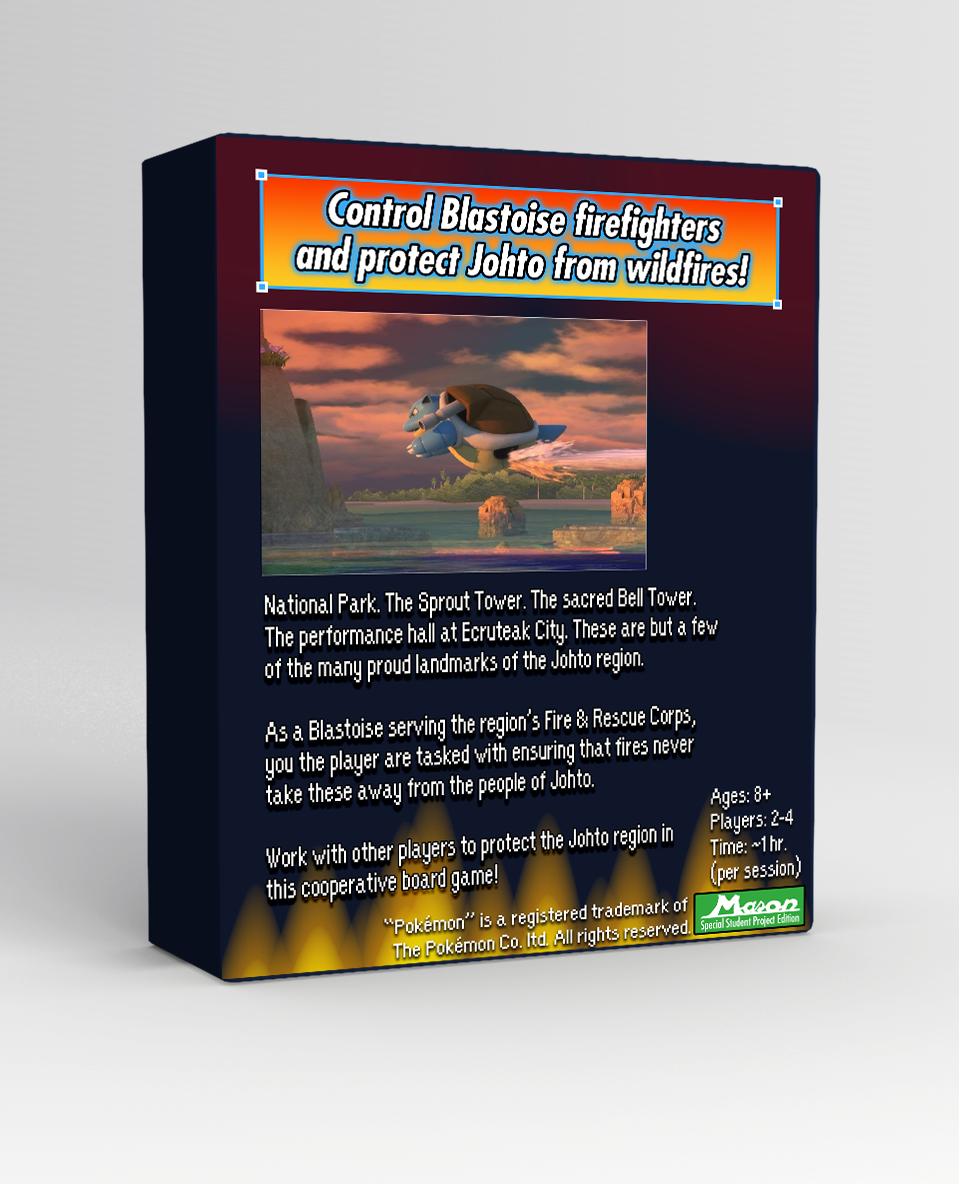 Control Blastoise firefighters
and protect Johto from wildfires!
National Park. The Sprout Tower. The sacred Bell Tower.
The performance hall at Ecruteak City. These are but a few
of the many proud landmarks of the Johto region.
As a Blastoise serving the region's Fire & Rescue Corps,
you the player are tasked with ensuring that fires never
take these away from the people of Johto.
Work with other players to protect the Johto region in
this cooperative board game!
Ages: 8+
Players: 2-4
Time: ~1 hr.
(per session)
"Pokémon" is a registered trademark of
The Pokémon Co. ltd. All rights reserved.
Mason
Special Student Project Edition